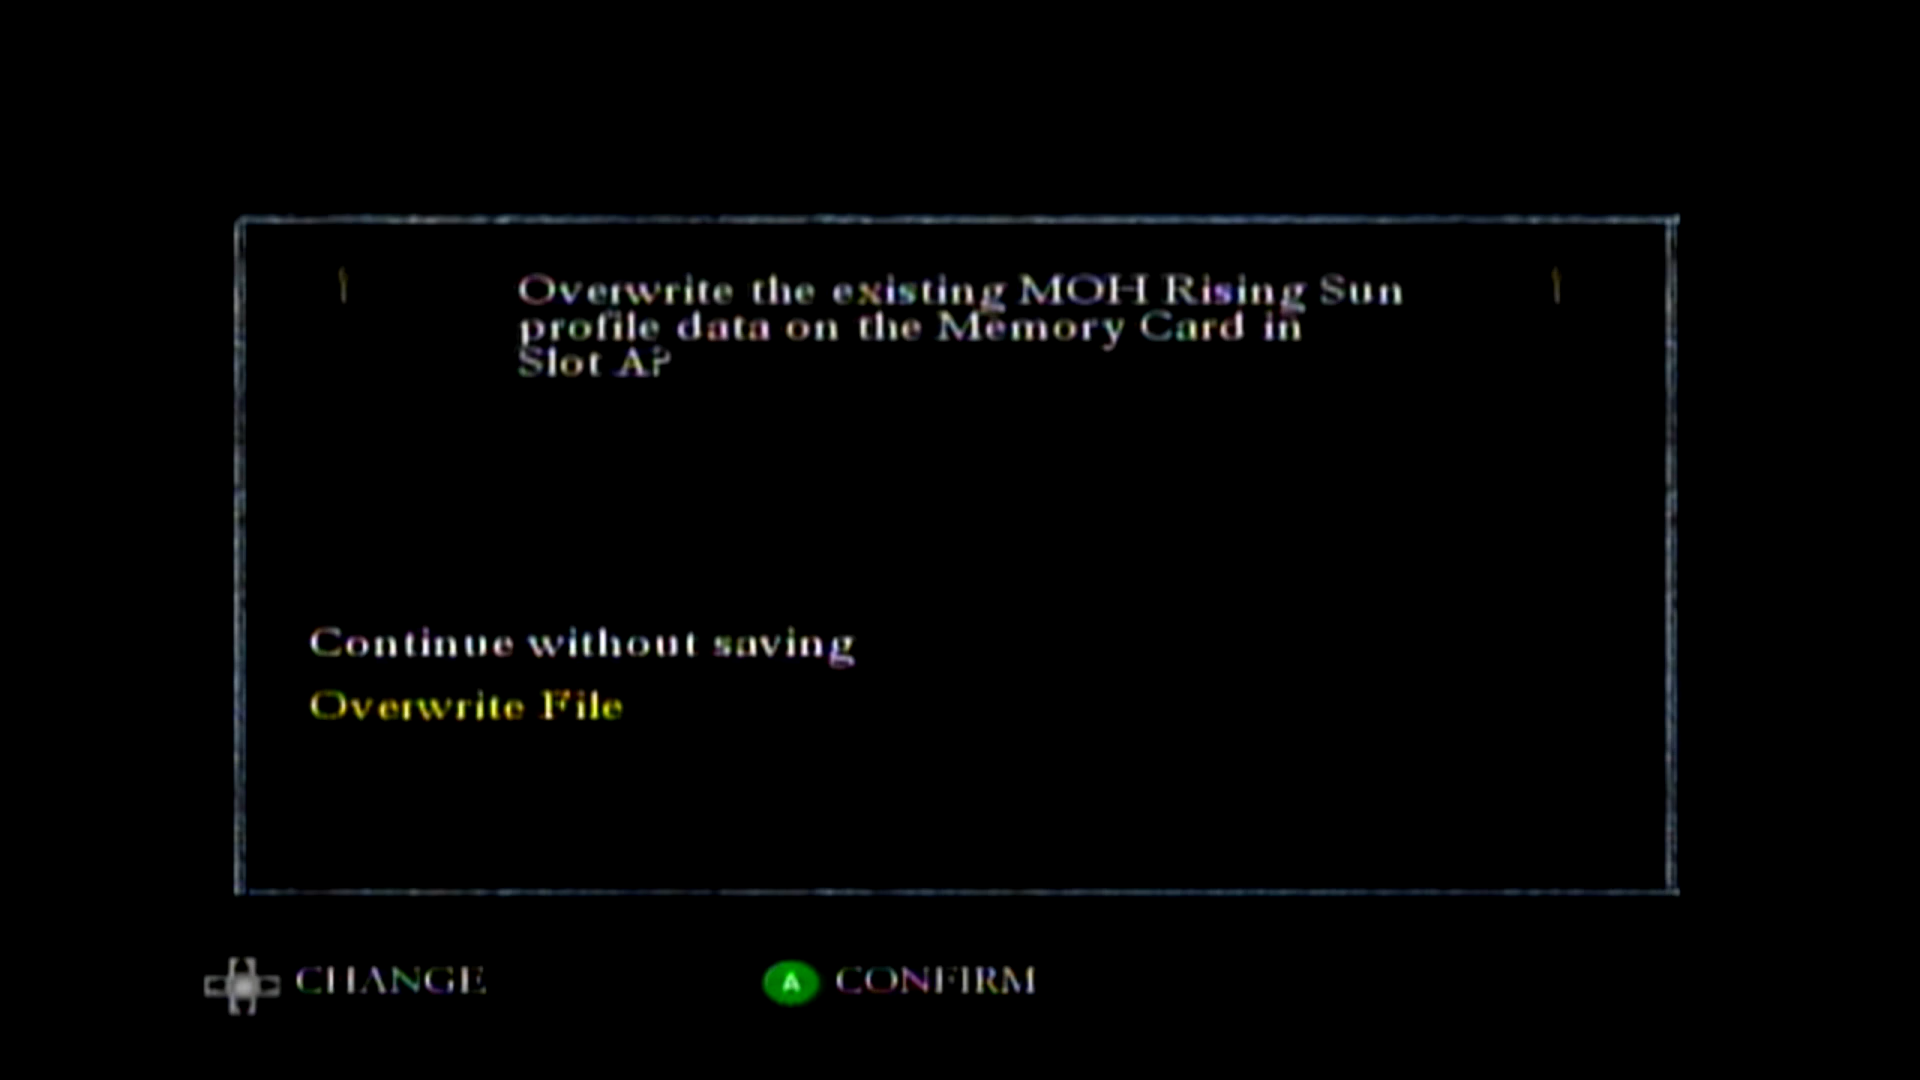 Overwrite the existing MOH Rising Sun
profile data on the Memory Card in
Slot A?
Continue without saving
Overwrite File
CHANGE
A CONFIRM